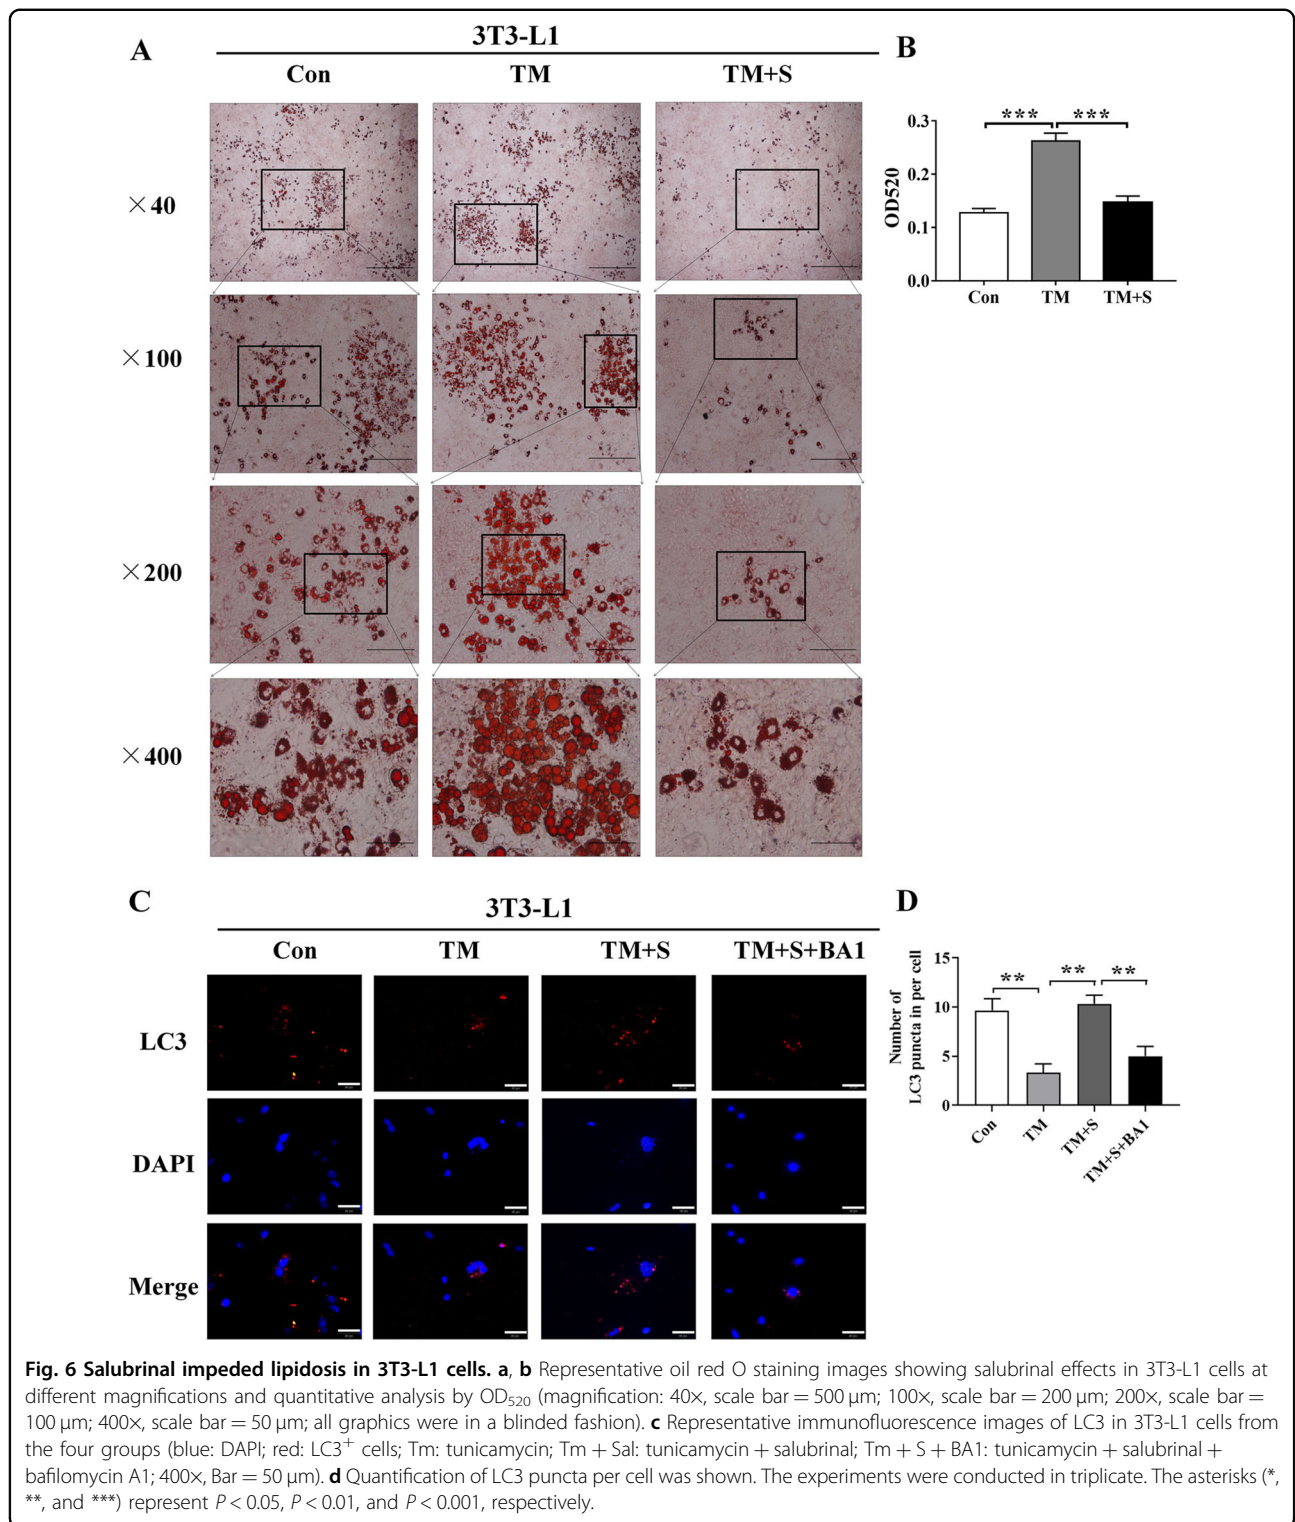 A
3T3-L1
Con TM TM+S
×40
×100
×200
×400
B
***
***
0.3
0.2
0.1
0.0
OD520
Con TM TM+S
C
3T3-L1
Con TM TM+S TM+S+BA1
LC3
DAPI
Merge
D
** ** **
15
10
5
0
Number of
LC3 puncta in per cell
Con TM TM+S TM+S+BA1
Fig. 6 Salubrinal impeded lipidosis in 3T3-L1 cells. a, b Representative oil red O staining images showing salubrinal effects in 3T3-L1 cells at
different magnifications and quantitative analysis by OD520 (magnification: 40×, scale bar = 500 μm; 100×, scale bar = 200 μm; 200×, scale bar =
100 μm; 400×, scale bar = 50 μm; all graphics were in a blinded fashion). c Representative immunofluorescence images of LC3 in 3T3-L1 cells from
the four groups (blue: DAPI; red: LC3+ cells; Tm: tunicamycin; Tm + Sal: tunicamycin + salubrinal; Tm + S + BA1: tunicamycin + salubrinal +
bafilomycin A1; 400×, Bar = 50 μm). d Quantification of LC3 puncta per cell was shown. The experiments were conducted in triplicate. The asterisks (*,
**, and ***) represent P < 0.05, P < 0.01, and P < 0.001, respectively.